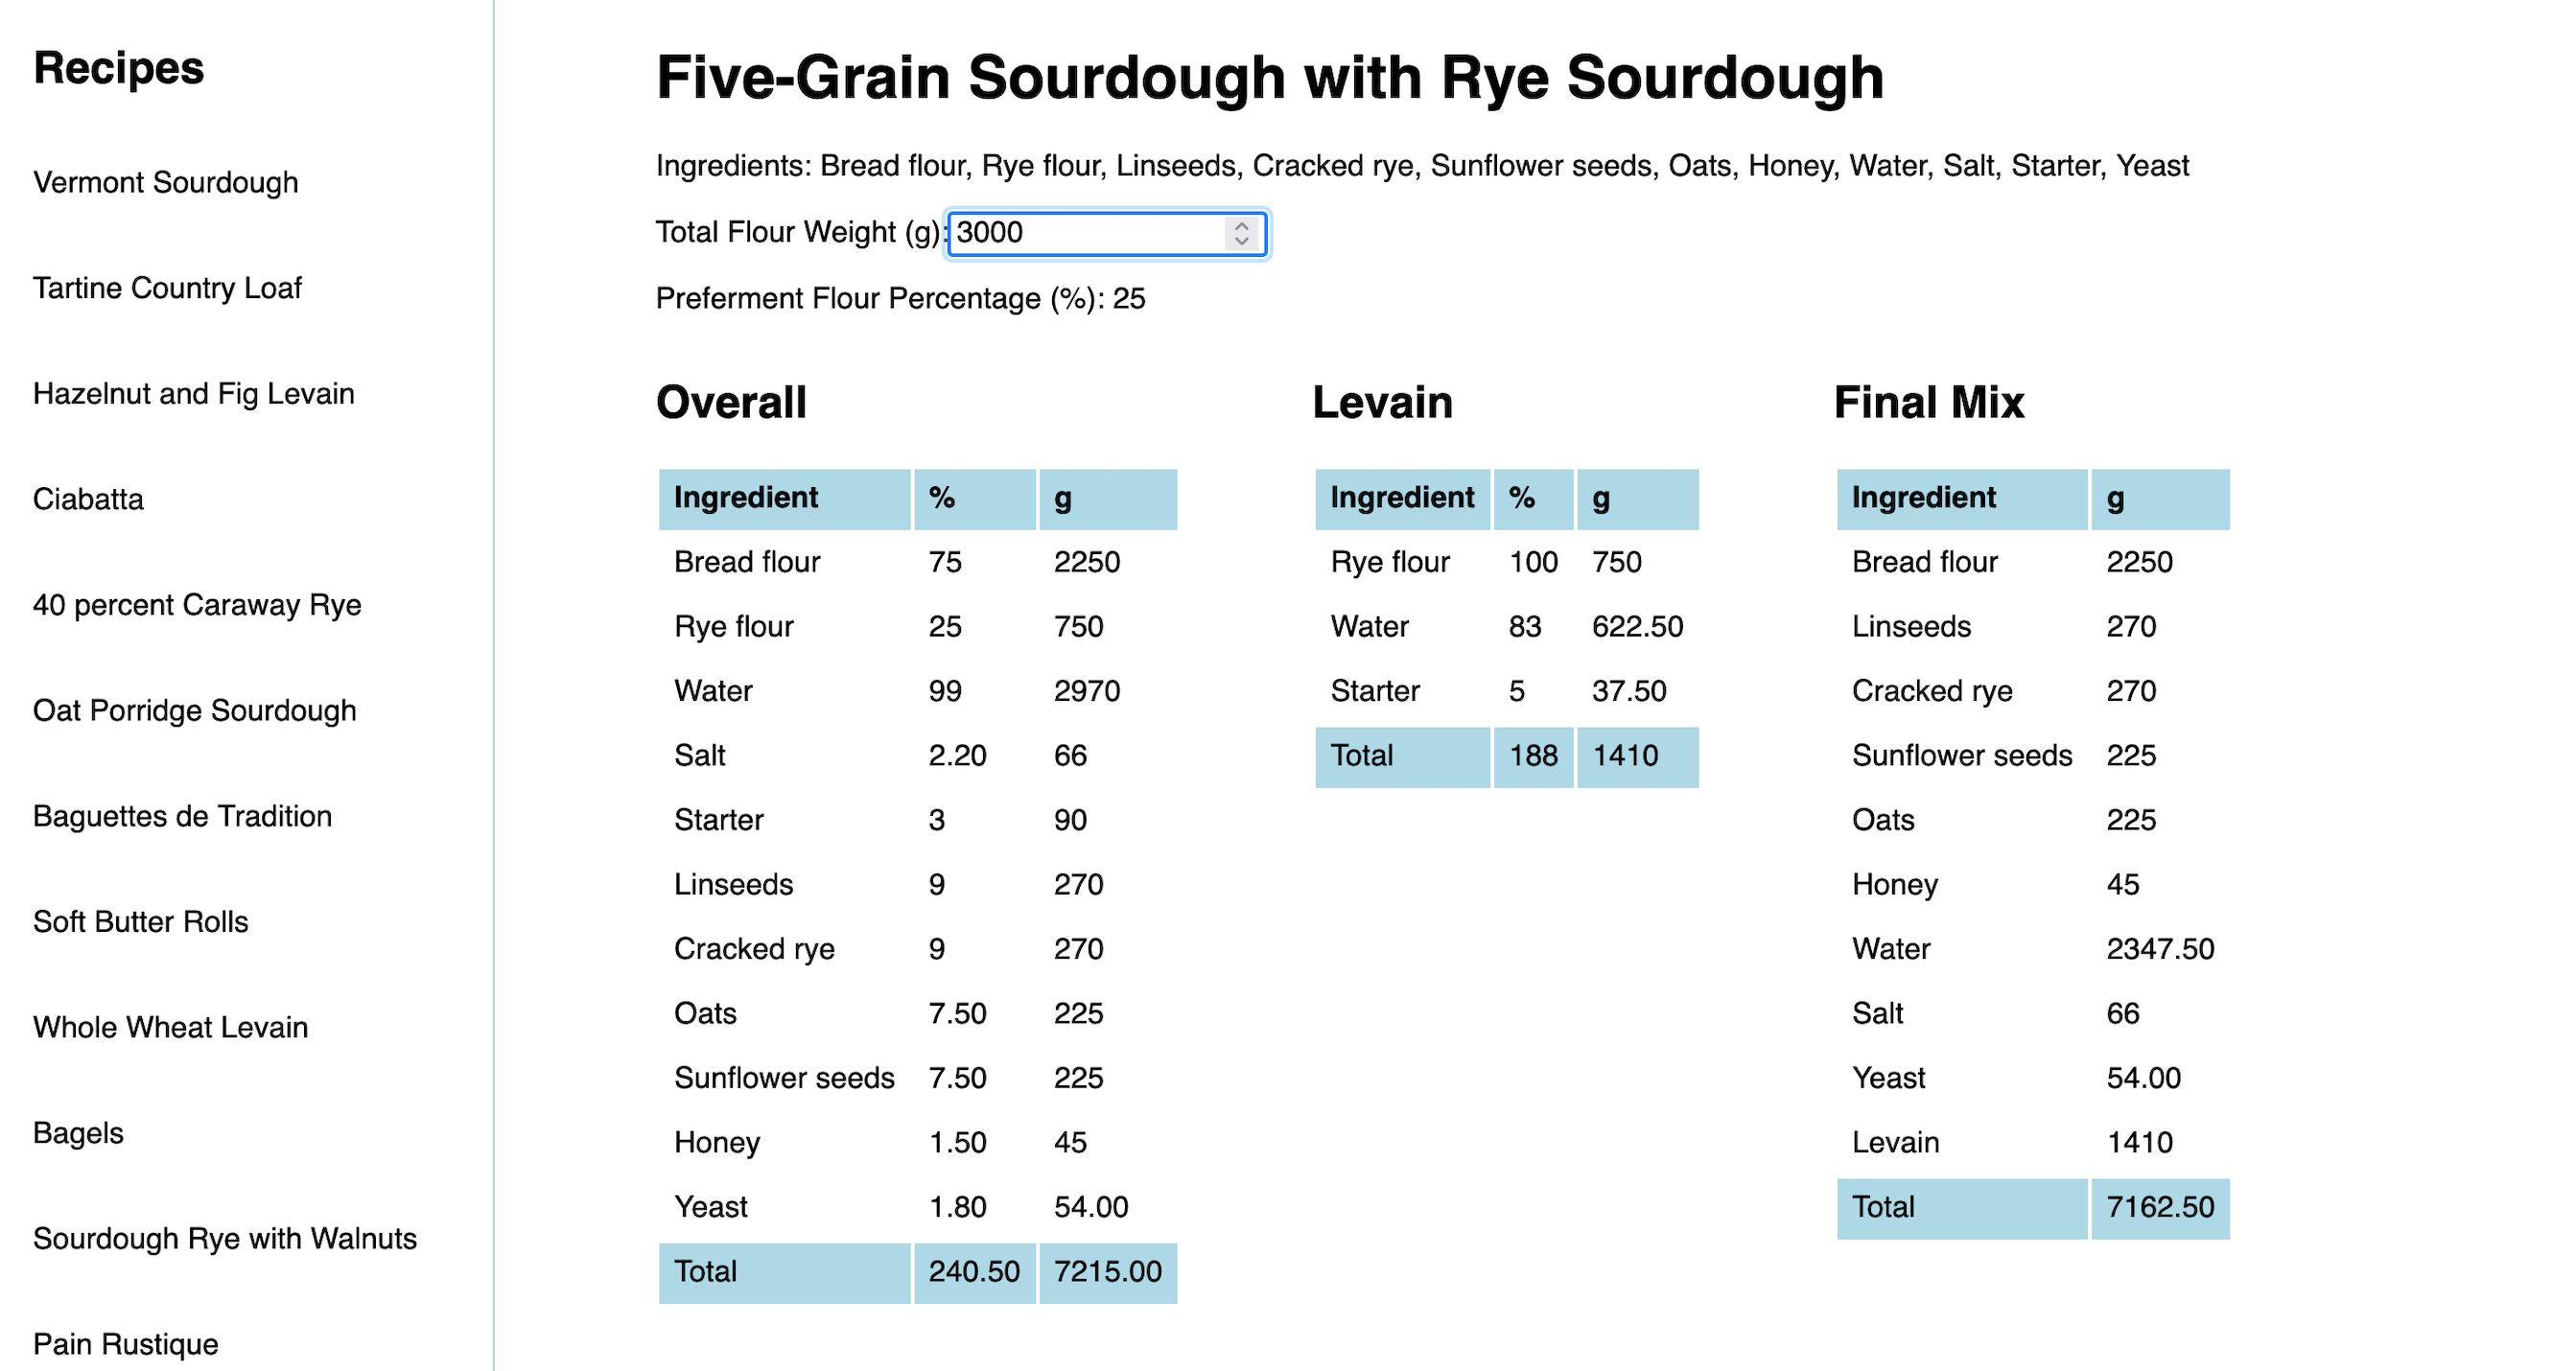 Recipes
Vermont Sourdough
Tartine Country Loaf
Hazelnut and Fig Levain
Ciabatta
40 percent Caraway Rye
Oat Porridge Sourdough
Baguettes de Tradition
Soft Butter Rolls
Whole Wheat Levain
Bagels
Sourdough Rye with Walnuts
Pain Rustique
Five-Grain Sourdough with Rye Sourdough
Ingredients: Bread flour, Rye flour, Linseeds, Cracked rye, Sunflower seeds, Oats, Honey, Water, Salt, Starter, Yeast
Total Flour Weight (g): 3000
Preferment Flour Percentage (%): 25
Overall
Ingredient % g
Bread flour 75 2250
Rye flour 25 750
Water 99 2970
Salt 2.20 66
Starter 3 90
Linseeds 9 270
Cracked rye 9 270
Oats 7.50 225
Sunflower seeds 7.50 225
Honey 1.50 45
Yeast 1.80 54.00
Total 240.50 7215.00
Levain
Ingredient % g
Rye flour 100 750
Water 83 622.50
Starter 5 37.50
Total 188 1410
Final Mix
Ingredient g
Bread flour 2250
Linseeds 270
Cracked rye 270
Sunflower seeds 225
Oats 225
Honey 45
Water 2347.50
Salt 66
Yeast 54.00
Levain 1410
Total 7162.50